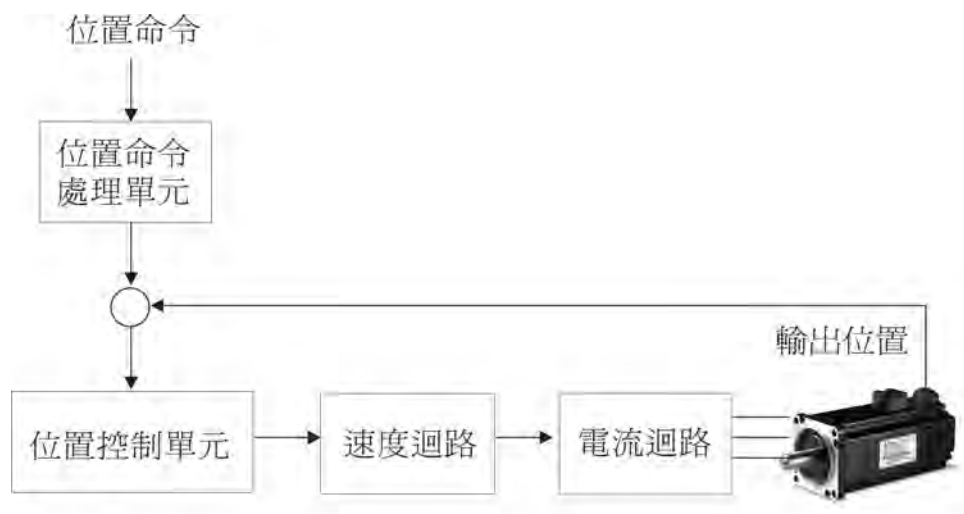 位置命令
位置命令
處理單元
輸出位置
位置控制單元
速度迴路
電流迴路